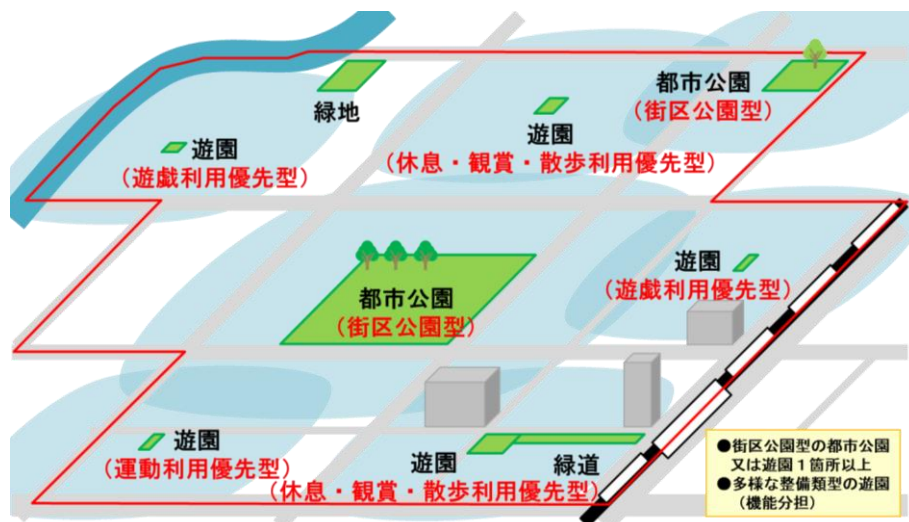 都市公園
(街区公園型)
緑地
遊園
(休息・観賞・散歩利用優先型)
遊園
(遊戯利用優先型)
遊園
(遊戯利用優先型)
都市公園
(街区公園型)
遊園
(運動利用優先型)
遊園
(休息・観賞・散歩利用優先型)
緑道
●街区公園型の都市公園
又は遊園１箇所以上
●多様な整備類型の遊園
(機能分担)